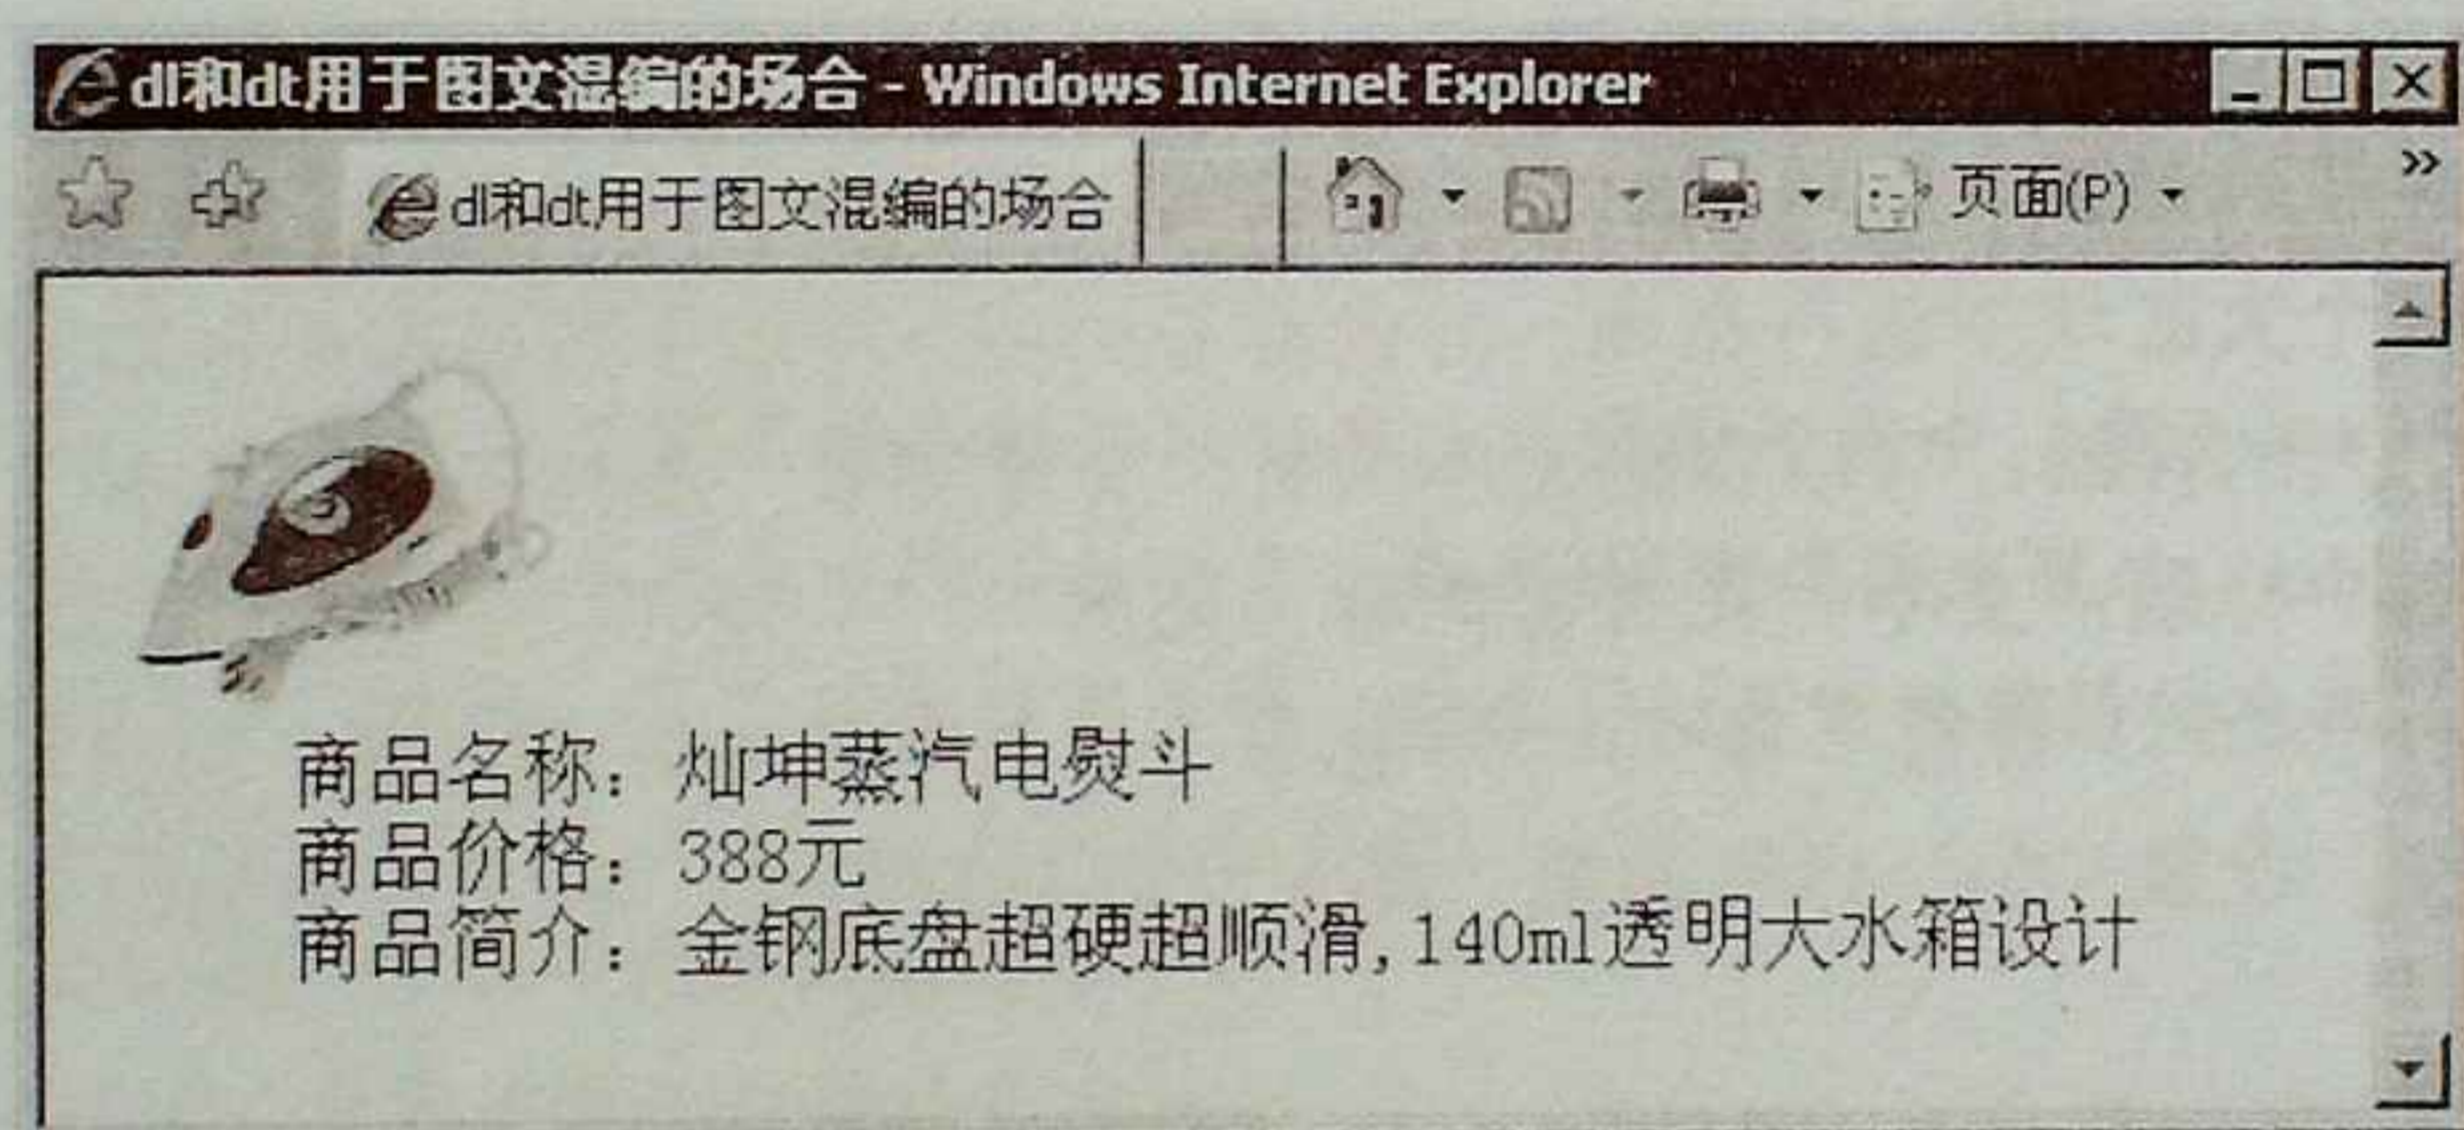 dl和dt用于图文混编的场合 - Windows Internet Explorer
dl和dt用于图文混编的场合 页面(P) »
商品名称：灿坤蒸汽电熨斗
商品价格：388元
商品简介：金钢底盘超硬超顺滑,140ml透明大水箱设计